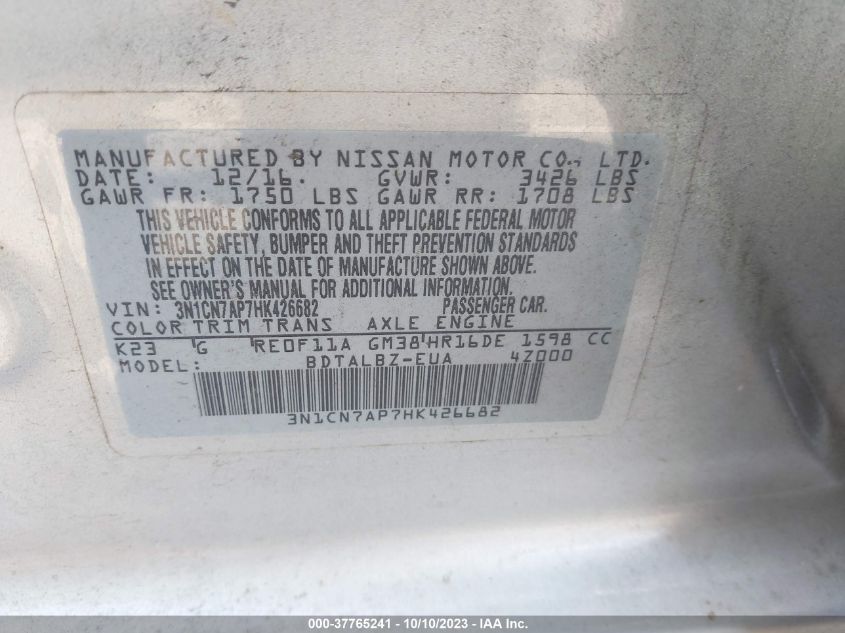 MANUFACTURED BY NISSAN MOTOR CO., LTD.
DATE: 12/16. GVWR: 3426 LBS
GAWR FR: 1750 LBS GAWR RR: 1708 LBS
THIS VEHICLE CONFORMS TO ALL APPLICABLE FEDERAL MOTOR
VEHICLE SAFETY, BUMPER AND THEFT PREVENTION STANDARDS
IN EFFECT ON THE DATE OF MANUFACTURE SHOWN ABOVE.
SEE OWNER'S MANUAL FOR ADDITIONAL INFORMATION.
VIN: 3N1CN7AP7HK426682 PASSENGER CAR.
COLOR TRIM TRANS AXLE ENGINE
K23 G RE0F11A GM38 HR16DE 1598 CC
MODEL: BDTALBZ-EUA 4Z000
3N1CN7AP7HK426682
000-37765241 - 10/10/2023 - Copyright © 2023 IAA, Inc.